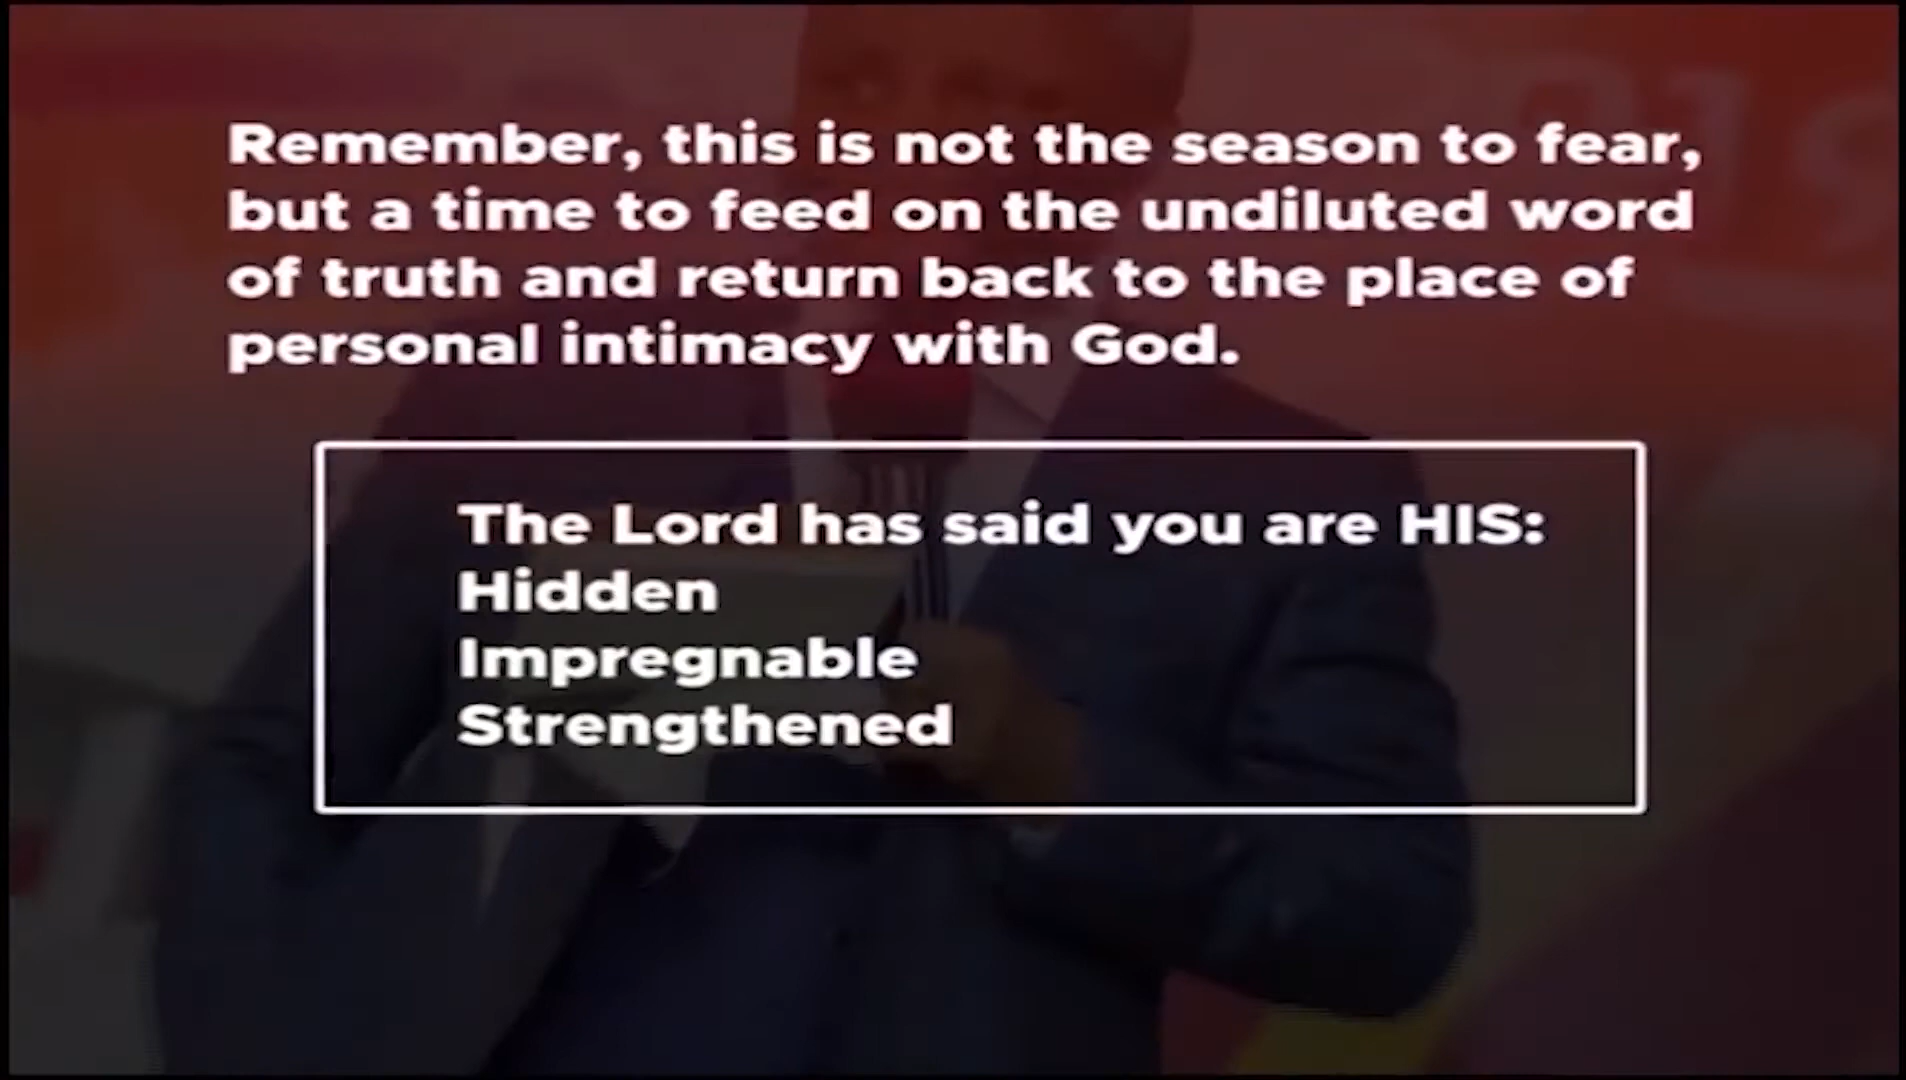 Remember, this is not the season to fear,
but a time to feed on the undiluted word
of truth and return back to the place of
personal intimacy with God.
The Lord has said you are HIS:
Hidden
Impregnable
Strengthened